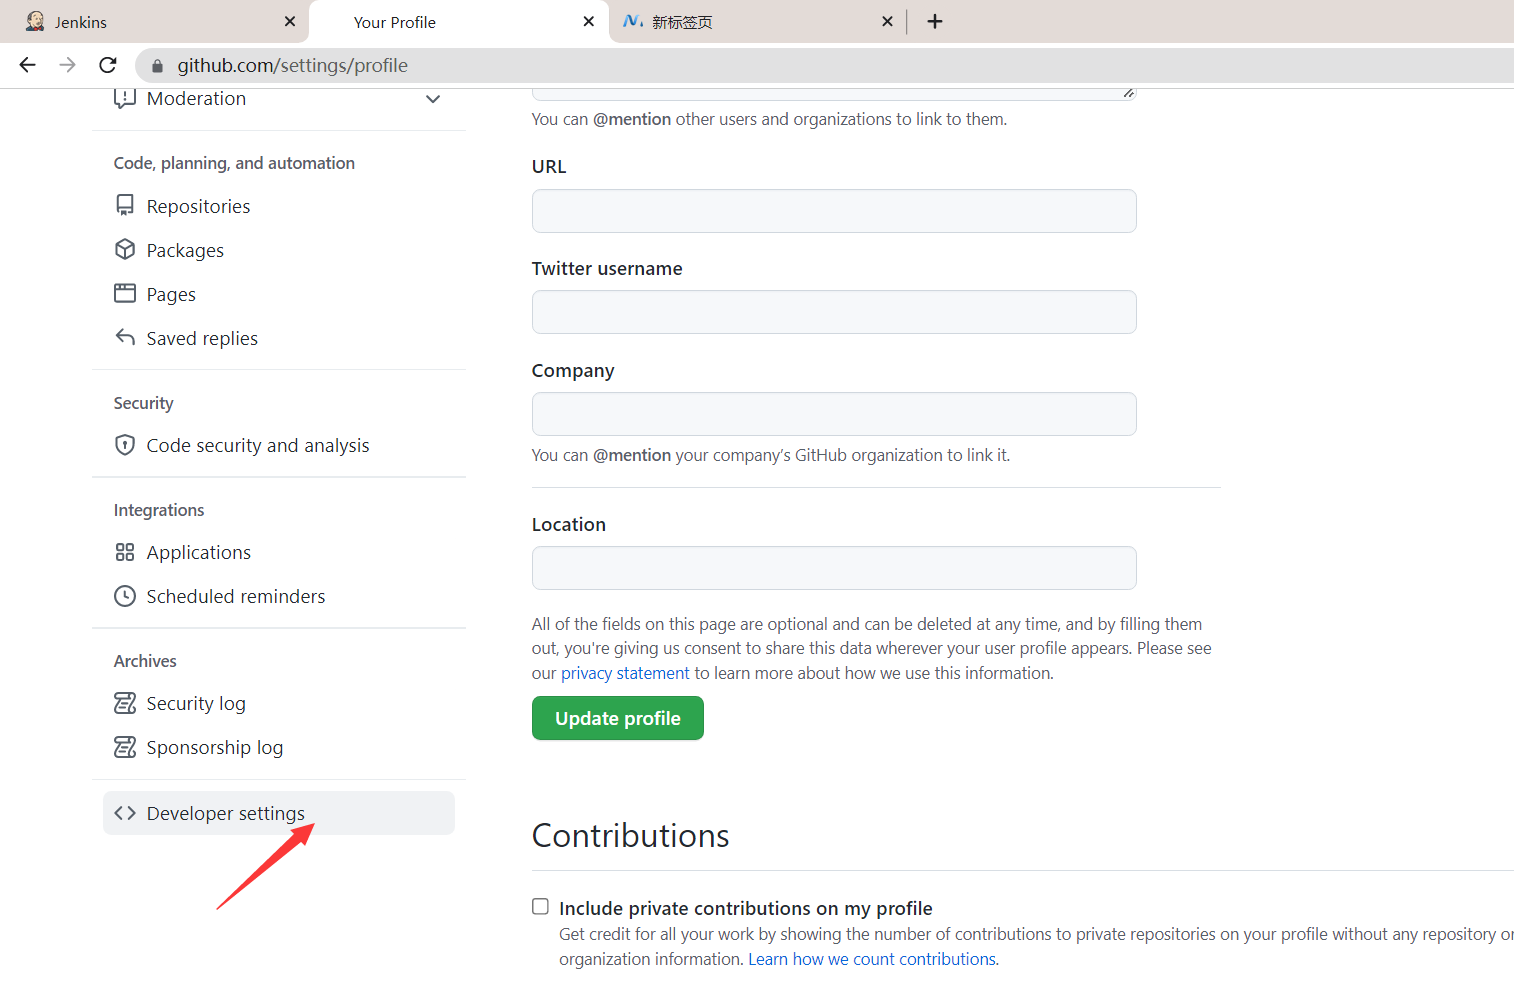 Jenkins
Your Profile
新标签页
github.com/settings/profile
Moderation
Code, planning, and automation
Repositories
Packages
Pages
Saved replies
Security
Code security and analysis
Integrations
Applications
Scheduled reminders
Archives
Security log
Sponsorship log
Developer settings
You can @mention other users and organizations to link to them.
URL
Twitter username
Company
You can @mention your company's GitHub organization to link it.
Location
All of the fields on this page are optional and can be deleted at any time, and by filling them
out, you're giving us consent to share this data wherever your user profile appears. Please see
our privacy statement to learn more about how we use this information.
Update profile
Contributions
Include private contributions on my profile
Get credit for all your work by showing the number of contributions to private repositories on your profile without any repository or
organization information. Learn how we count contributions.